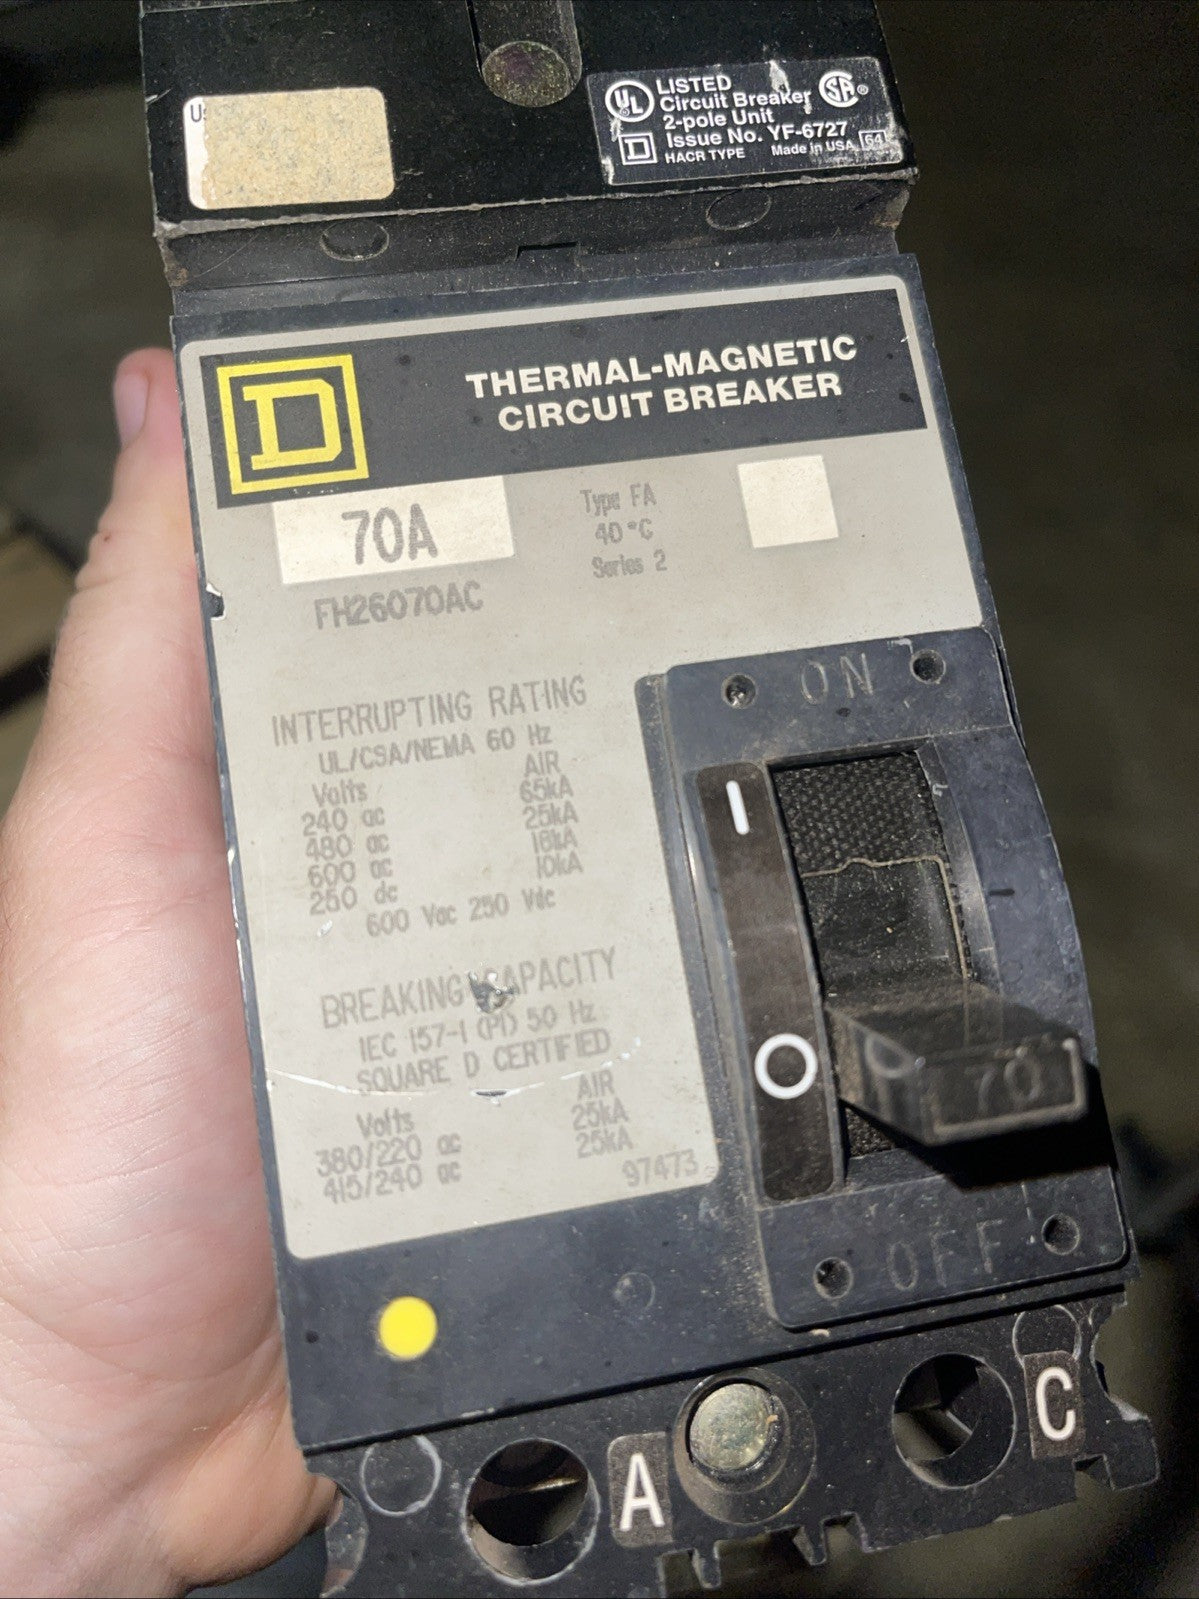 UL LISTED
Circuit Breaker SA®
2-pole Unit
Issue No. YF-6727
D HACR TYPE Made in USA 64
D
THERMAL-MAGNETIC
CIRCUIT BREAKER
70A
Type FA
40°C
Series 2
FH26070AC
INTERRUPTING RATING
UL/CSA/NEMA 60 Hz
Volts AIR
240 ac 65kA
480 ac 25kA
600 ac 18kA
250 dc 10kA
600 Vac 250 Vdc
BREAKING CAPACITY
IEC 157-1 (P1) 50 Hz
SQUARE D CERTIFIED
Volts AIR
380/220 ac 25kA
415/240 ac 25kA
97473
ON
I
O
70
OFF
A
C